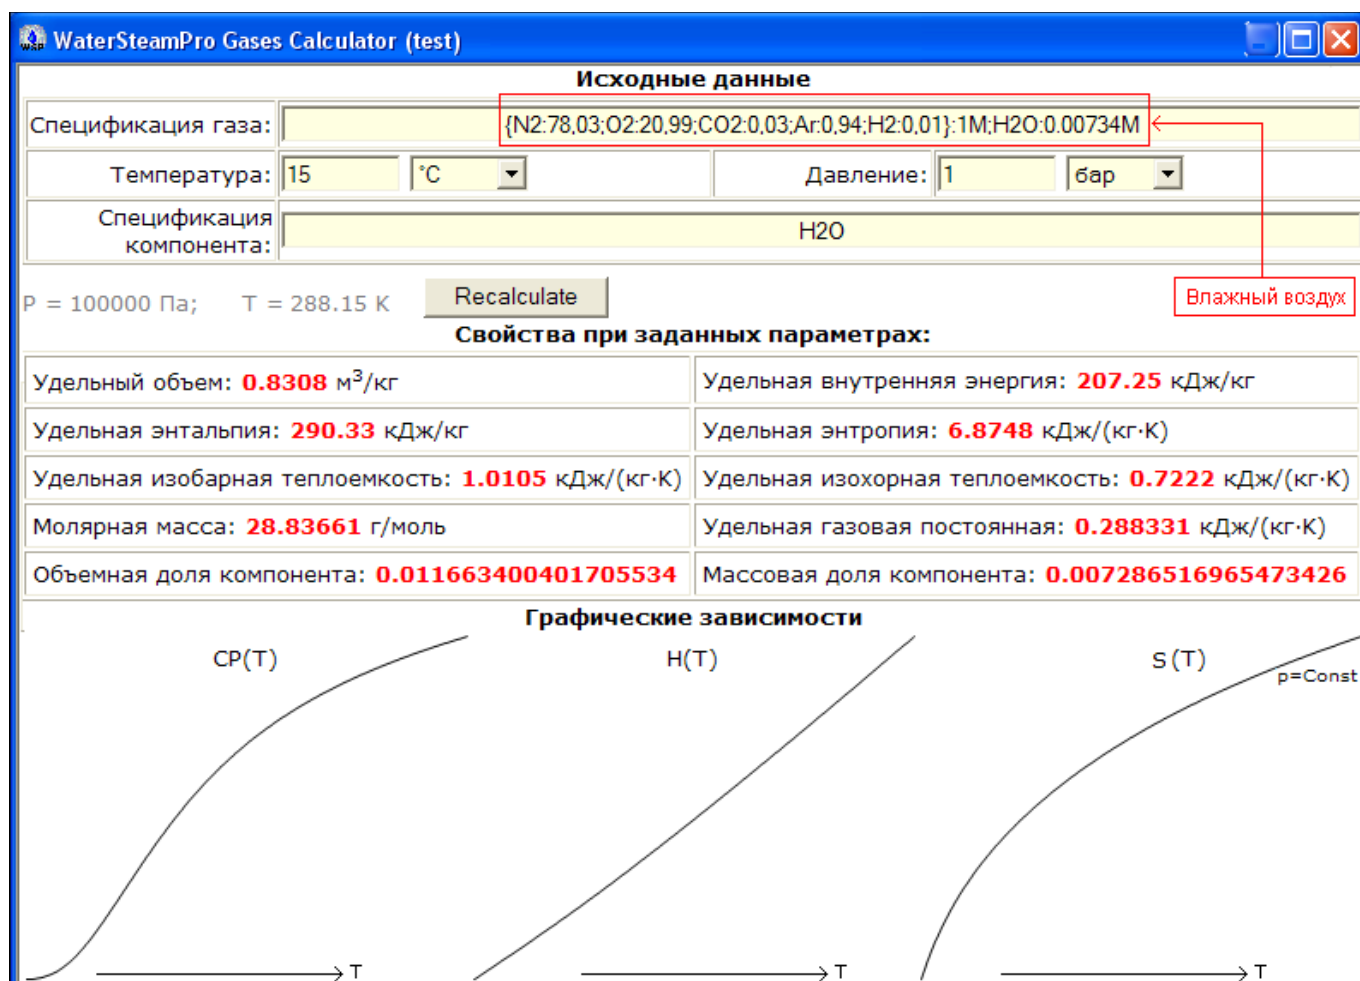 WaterSteamPro Gases Calculator (test)
Исходные данные
Спецификация газа: {N2:78,03;O2:20,99;CO2:0,03;Ar:0,94;H2:0,01}:1M;H2O:0.00734M
Температура: 15 °C Давление: 1 бар
Спецификация
компонента: H2O
P = 100000 Па; T = 288.15 K Recalculate Влажный воздух
Свойства при заданных параметрах:
Удельный объем: 0.8308 м³/кг Удельная внутренняя энергия: 207.25 кДж/кг
Удельная энтальпия: 290.33 кДж/кг Удельная энтропия: 6.8748 кДж/(кг·K)
Удельная изобарная теплоемкость: 1.0105 кДж/(кг·K) Удельная изохорная теплоемкость: 0.7222 кДж/(кг·K)
Молярная масса: 28.83661 г/моль Удельная газовая постоянная: 0.288331 кДж/(кг·K)
Объемная доля компонента: 0.011663400401705534 Массовая доля компонента: 0.007286516965473426
Графические зависимости
CP(T) H(T) S(T)
p=Const
T T T